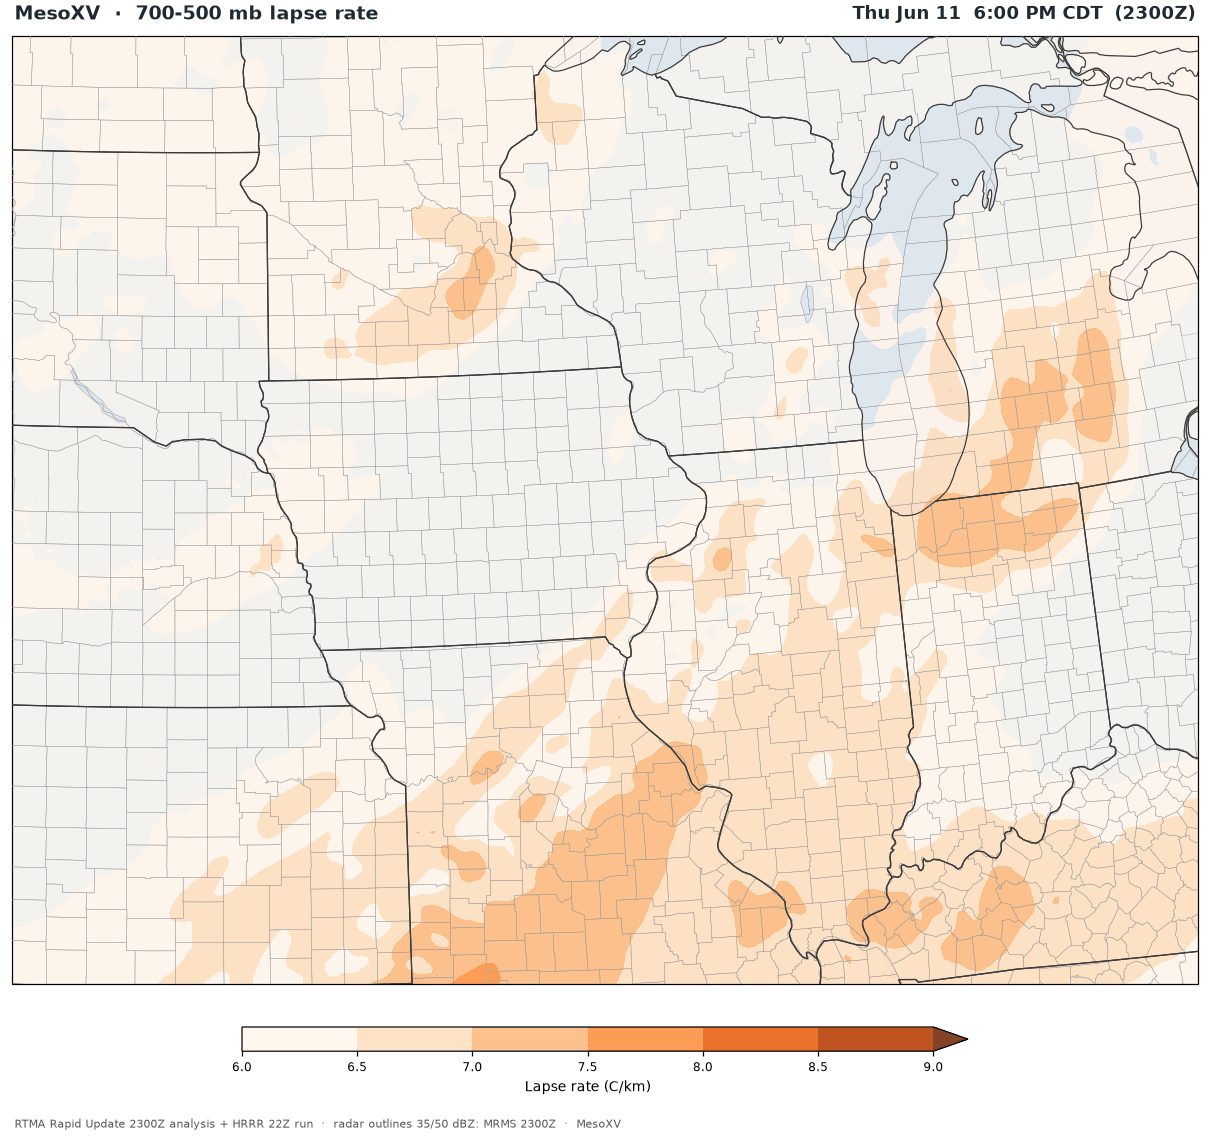 MesoXV · 700-500 mb lapse rate
Thu Jun 11 6:00 PM CDT (2300Z)
6.0 6.5 7.0 7.5 8.0 8.5 9.0
Lapse rate (C/km)
RTMA Rapid Update 2300Z analysis + HRRR 22Z run · radar outlines 35/50 dBZ: MRMS 2300Z · MesoXV